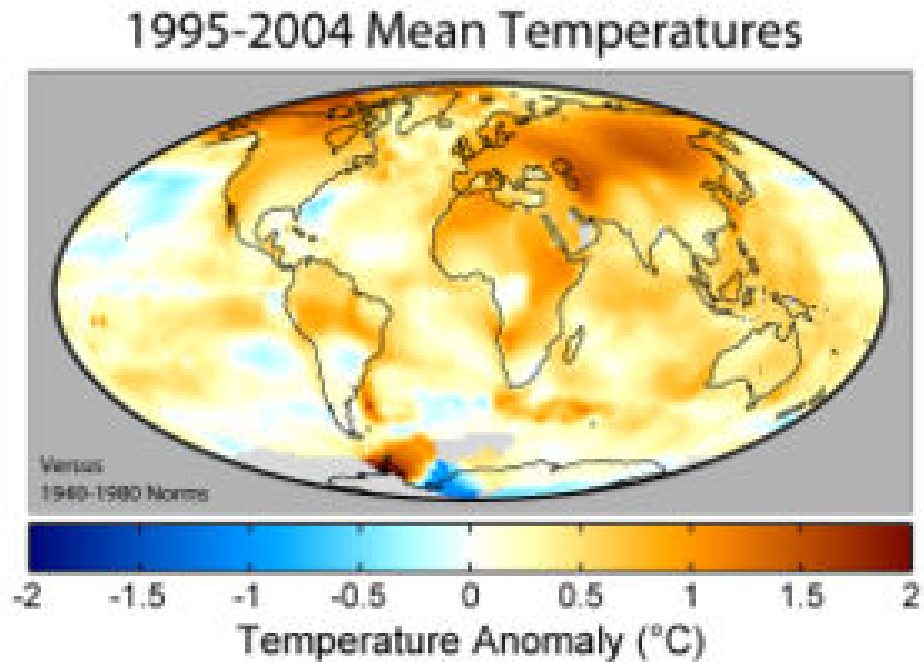 1995-2004 Mean Temperatures
Versus
1940-1980 Norms
-2 -1.5 -1 -0.5 0 0.5 1 1.5 2
Temperature Anomaly (°C)